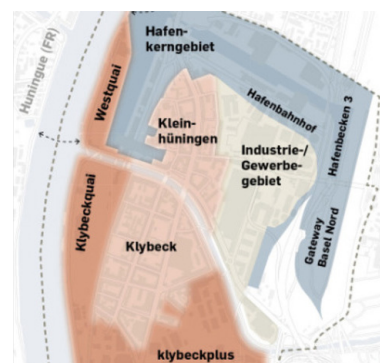 Hafen-
kerngebiet
Huningue (FR)
Westquai
Hafenbahnhof
Hafenbecken 3
Klein-
hüningen
Industrie-/
Gewerbe-
gebiet
Klybeckquai
Klybeck
Gateway
Basel Nord
klybeckplus